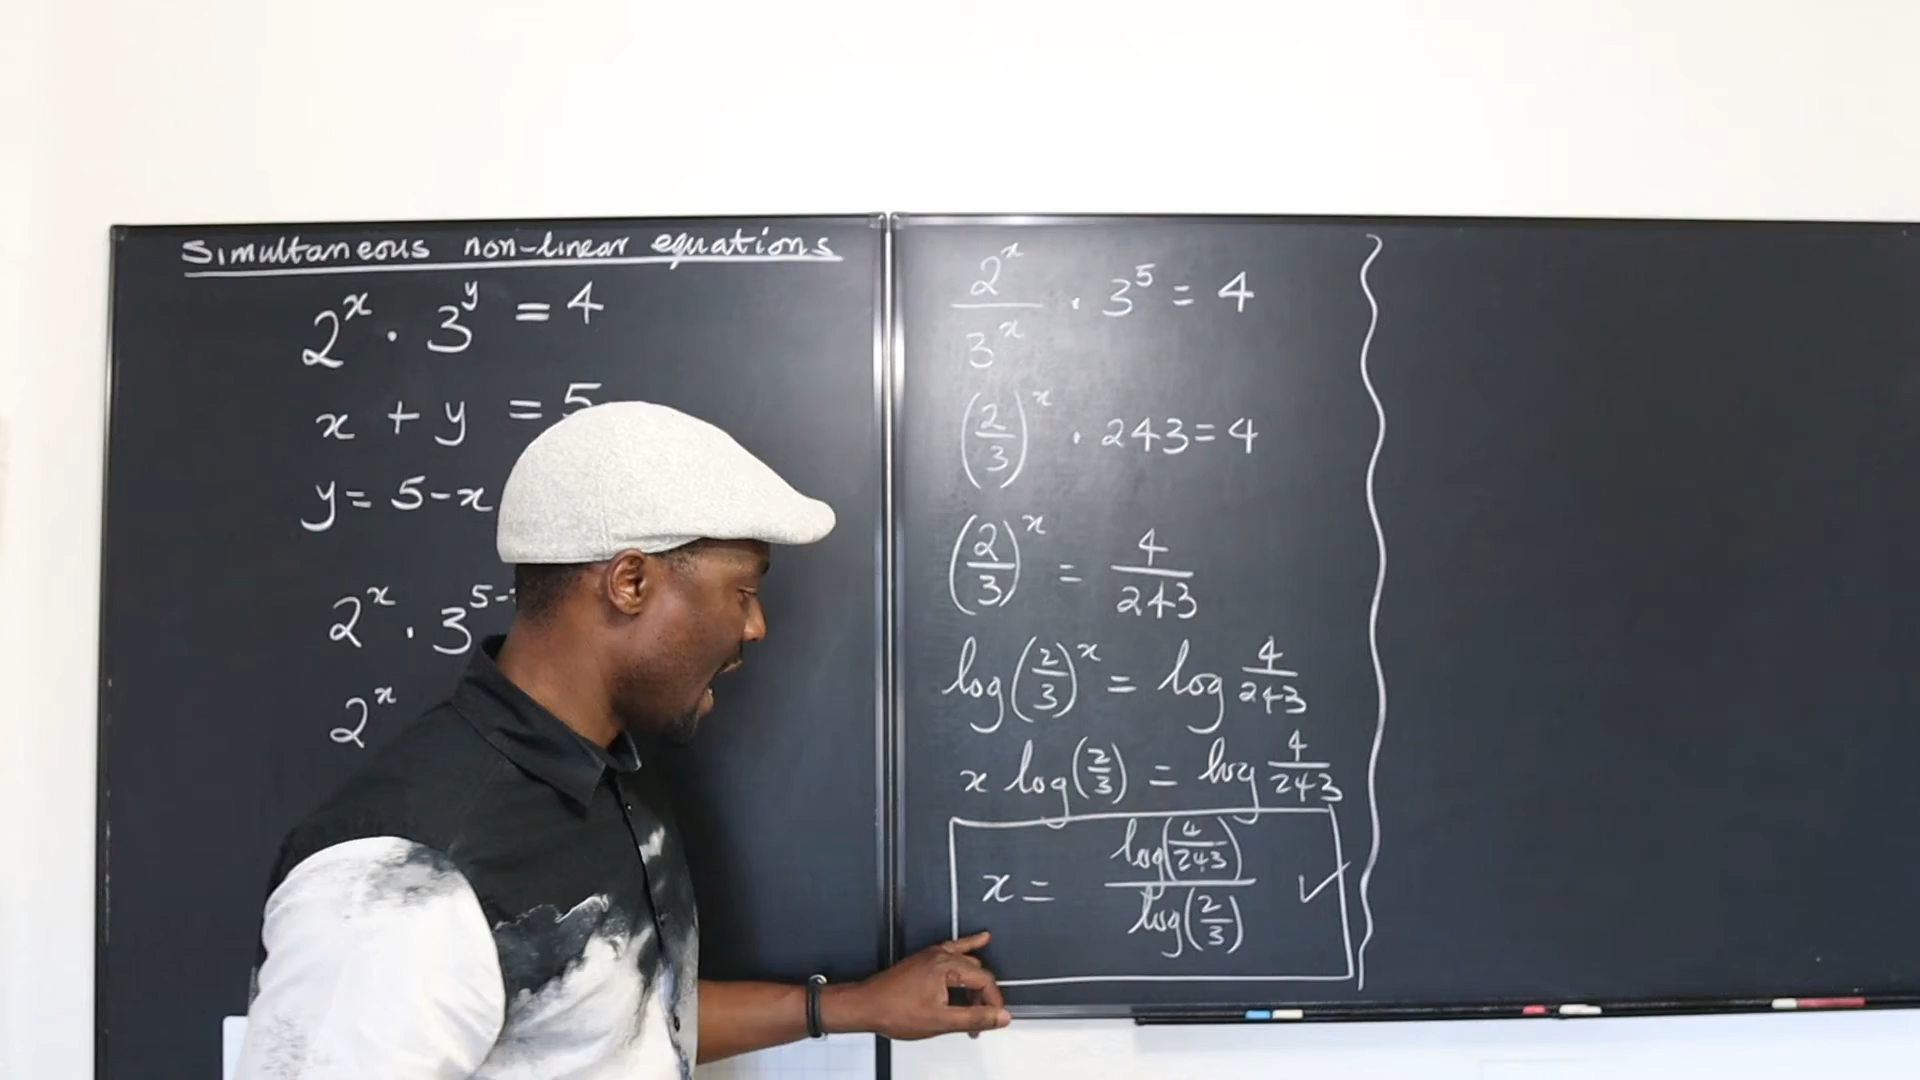 Simultaneous non-linear equations
2^x · 3^y = 4
x + y = 5
y = 5 - x
2^x · 3^5-
2^x
2^x / 3^x · 3^5 = 4
(2/3)^x · 243 = 4
(2/3)^x = 4/243
log(2/3)^x = log 4/243
x log(2/3) = log 4/243
x = log(4/243) / log(2/3) ✓